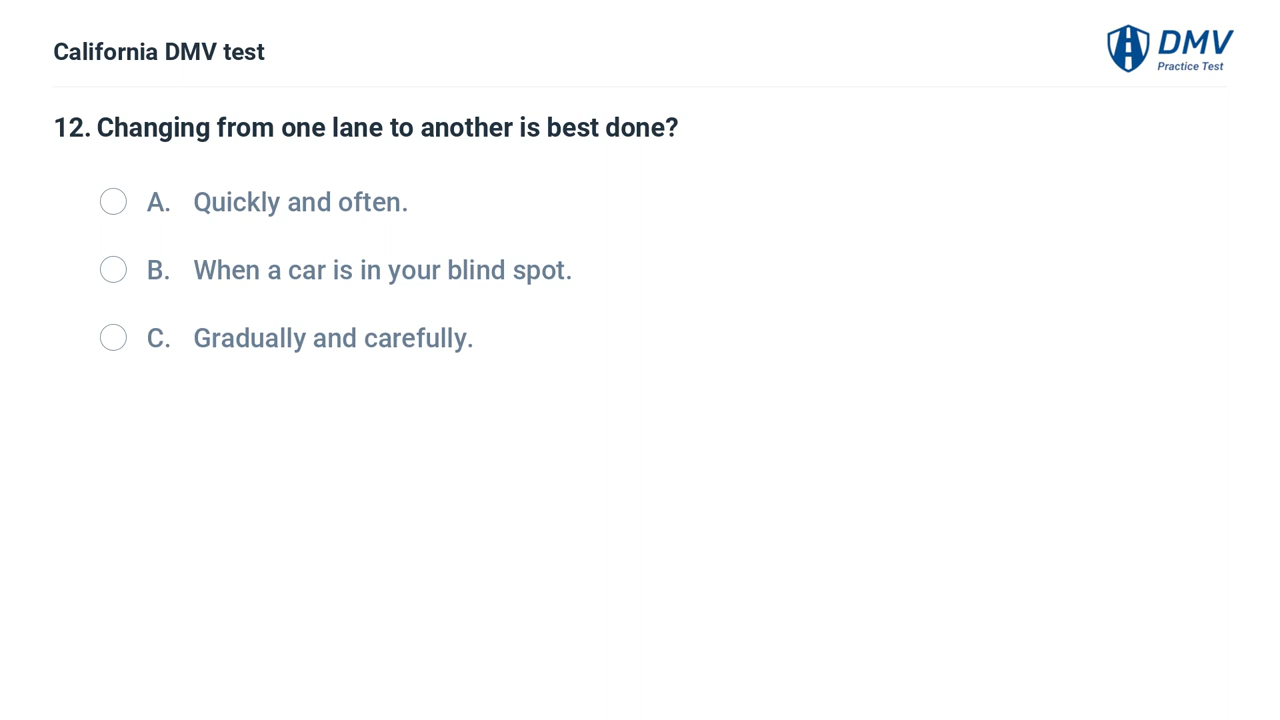 California DMV test
DMV
Practice Test
12. Changing from one lane to another is best done?
A. Quickly and often.
B. When a car is in your blind spot.
C. Gradually and carefully.